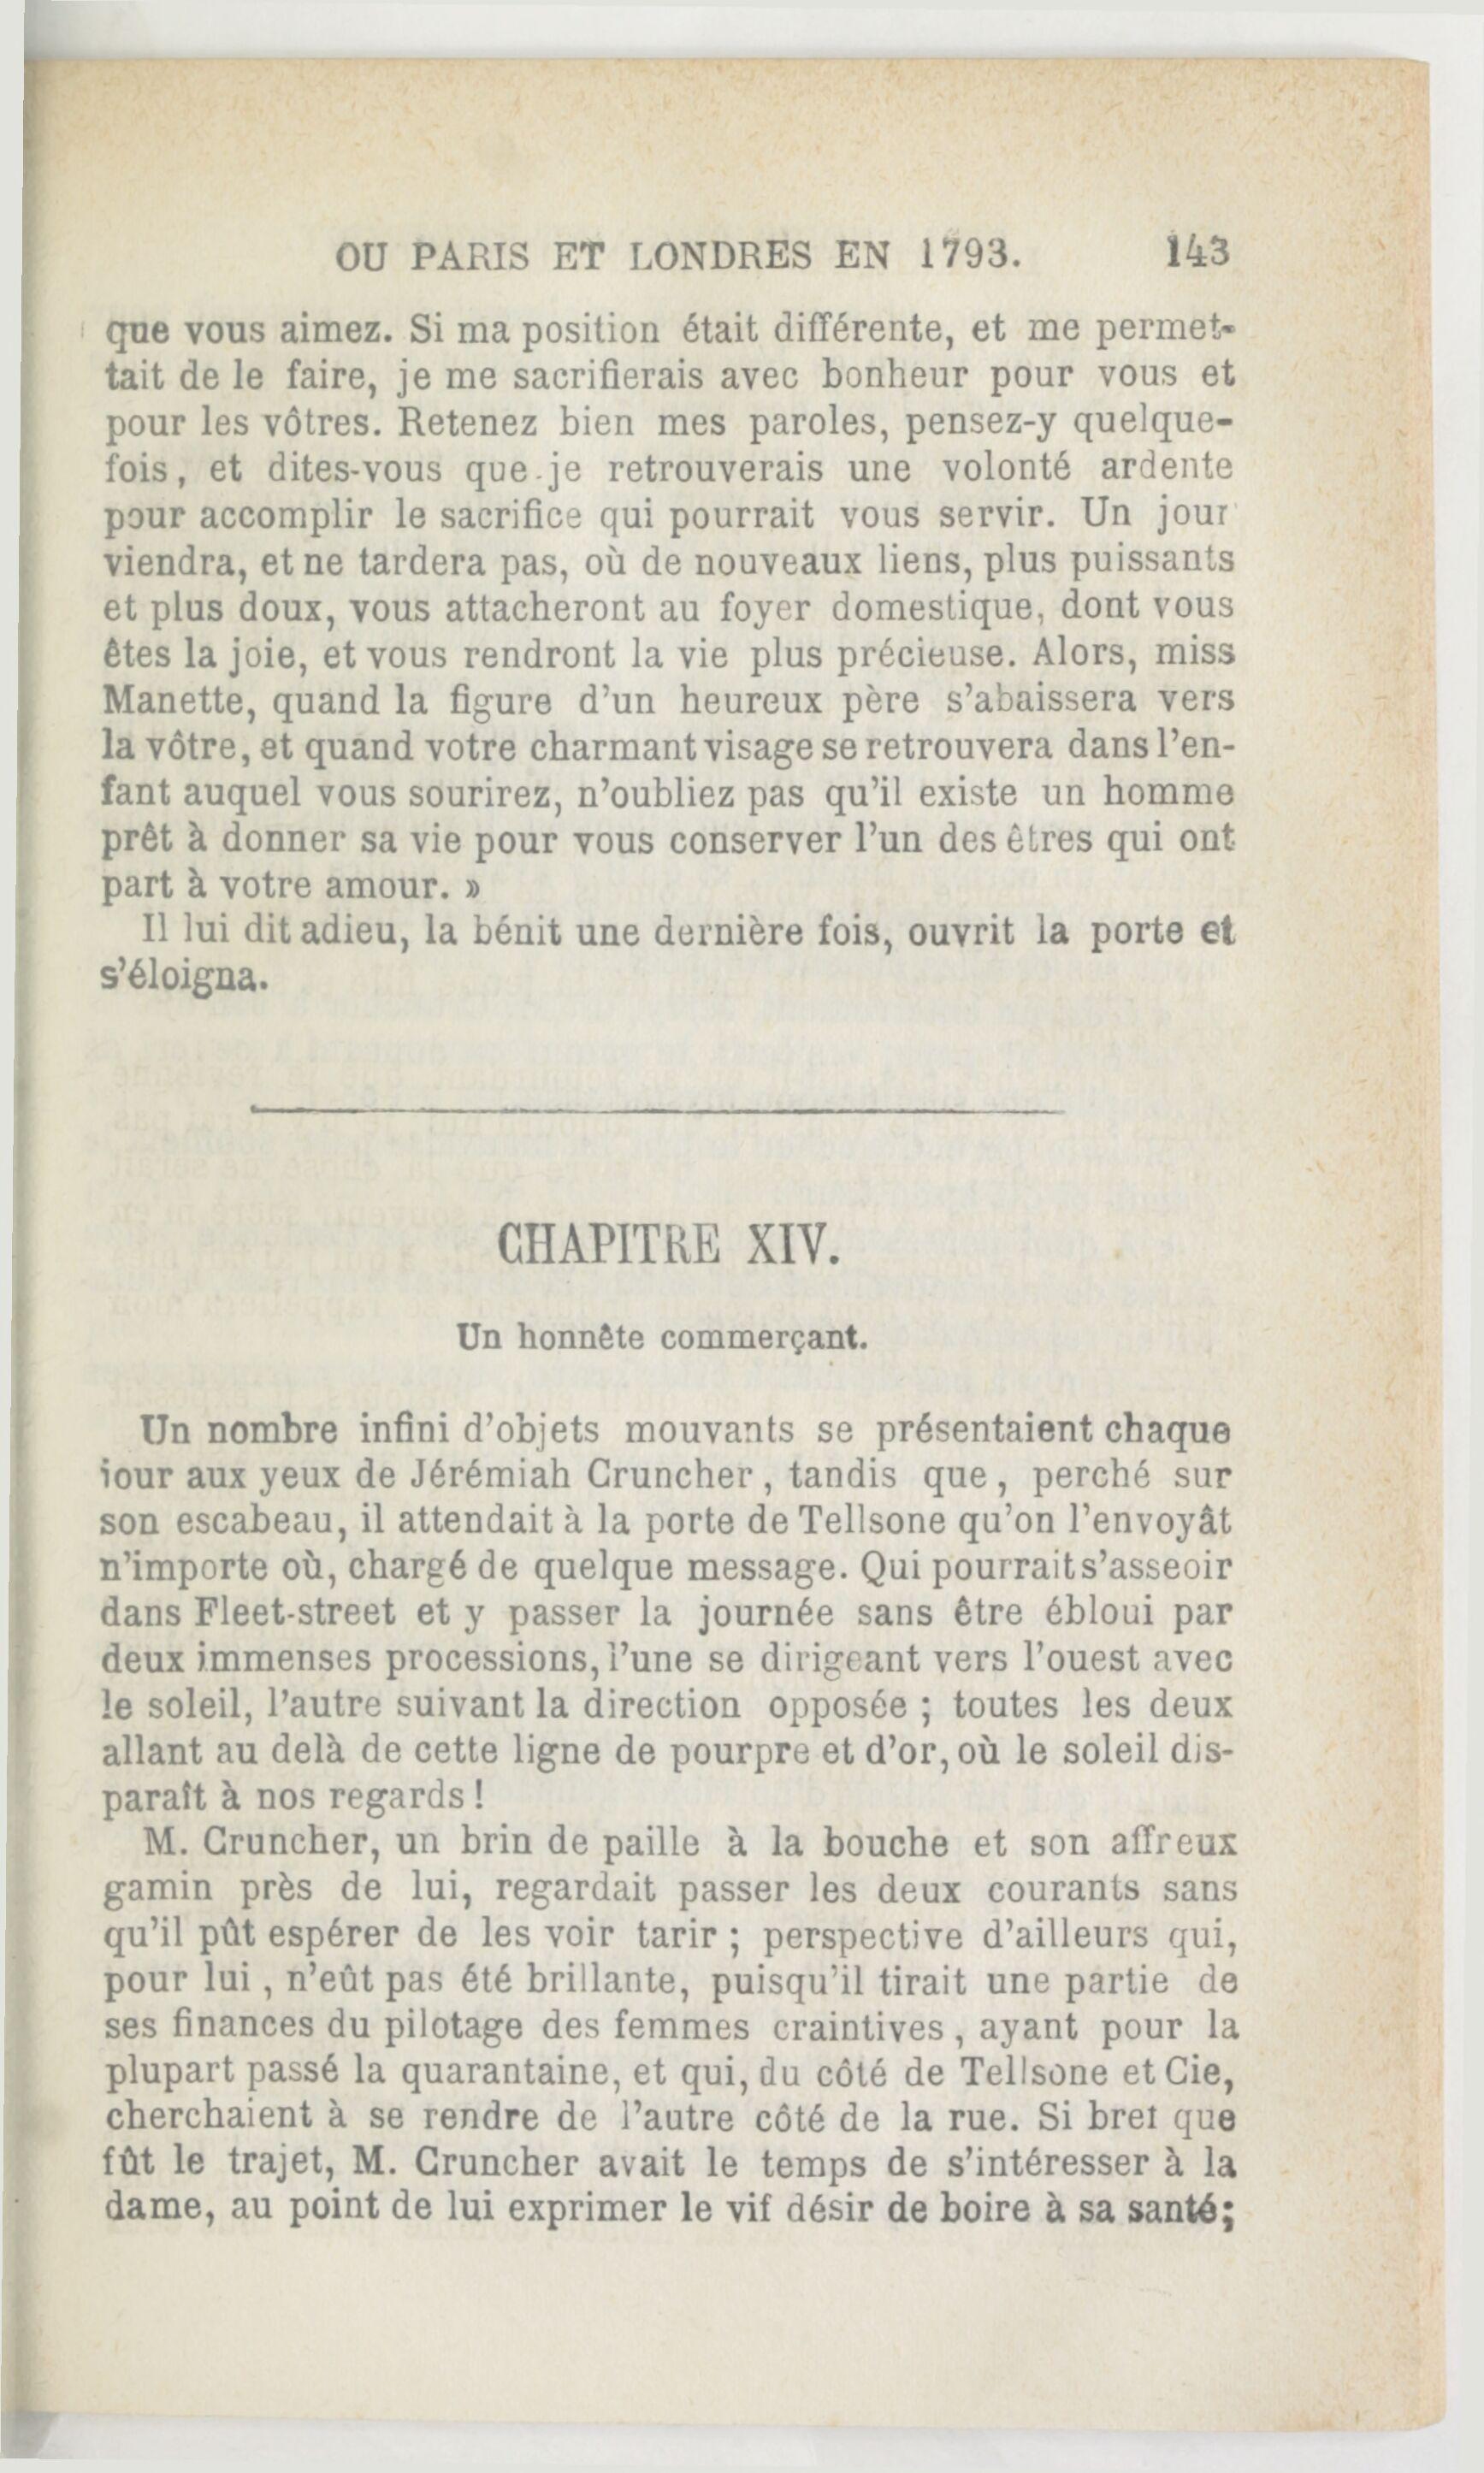 OU PARIS ET LONDRES EN 1793. 143
que vous aimez. Si ma position était différente, et me permet-
tait de le faire, je me sacrifierais avec bonheur pour vous et
pour les vôtres. Retenez bien mes paroles, pensez-y quelque-
fois, et dites-vous que je retrouverais une volonté ardente
pour accomplir le sacrifice qui pourrait vous servir. Un jour
viendra, et ne tardera pas, où de nouveaux liens, plus puissants
et plus doux, vous attacheront au foyer domestique, dont vous
êtes la joie, et vous rendront la vie plus précieuse. Alors, miss
Manette, quand la figure d'un heureux père s'abaissera vers
la vôtre, et quand votre charmant visage se retrouvera dans l'en-
fant auquel vous sourirez, n'oubliez pas qu'il existe un homme
prêt à donner sa vie pour vous conserver l'un des êtres qui ont
part à votre amour. »
Il lui dit adieu, la bénit une dernière fois, ouvrit la porte et
s'éloigna.
CHAPITRE XIV.
Un honnête commerçant.
Un nombre infini d'objets mouvants se présentaient chaque
jour aux yeux de Jérémiah Cruncher, tandis que, perché sur
son escabeau, il attendait à la porte de Tellsone qu'on l'envoyât
n'importe où, chargé de quelque message. Qui pourrait s'asseoir
dans Fleet-street et y passer la journée sans être ébloui par
deux immenses processions, l'une se dirigeant vers l'ouest avec
le soleil, l'autre suivant la direction opposée ; toutes les deux
allant au delà de cette ligne de pourpre et d'or, où le soleil dis-
paraît à nos regards !
M. Cruncher, un brin de paille à la bouche et son affreux
gamin près de lui, regardait passer les deux courants sans
qu'il pût espérer de les voir tarir ; perspective d'ailleurs qui,
pour lui, n'eût pas été brillante, puisqu'il tirait une partie de
ses finances du pilotage des femmes craintives, ayant pour la
plupart passé la quarantaine, et qui, du côté de Tellsone et Cie,
cherchaient à se rendre de l'autre côté de la rue. Si bref que
fût le trajet, M. Cruncher avait le temps de s'intéresser à la
dame, au point de lui exprimer le vif désir de boire à sa santé;